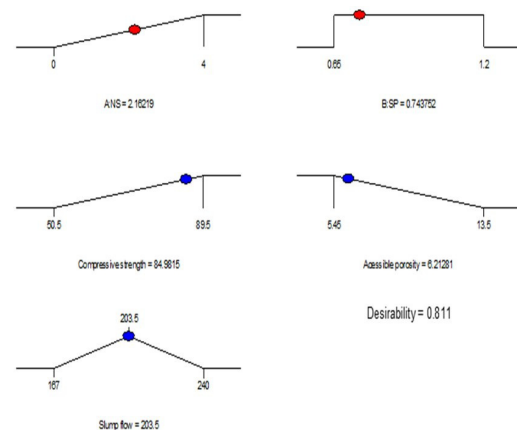 0 4
ANS = 2.16219
0.65 1.2
B:SP = 0.743752
50.5 89.5
Compressive strength = 84.9815
5.45 13.5
Acessible porosity = 6.21281
203.5
167 240
Slump flow = 203.5
Desirability = 0.811